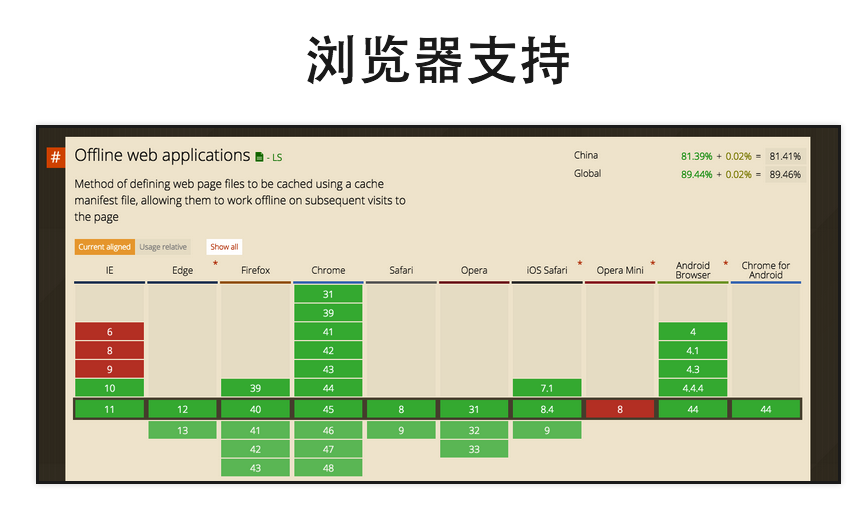 浏览器支持
# Offline web applications - LS
China 81.39% + 0.02% = 81.41%
Global 89.44% + 0.02% = 89.46%
Method of defining web page files to be cached using a cache
manifest file, allowing them to work offline on subsequent visits to
the page
Current aligned Usage relative Show all
IE Edge * Firefox Chrome Safari Opera iOS Safari * Opera Mini * Android Browser * Chrome for Android
31
39
6 41 4
8 42 4.1
9 43 4.3
10 39 44 7.1 4.4.4
11 12 40 45 8 31 8.4 8 44 44
13 41 46 9 32 9
42 47 33
43 48